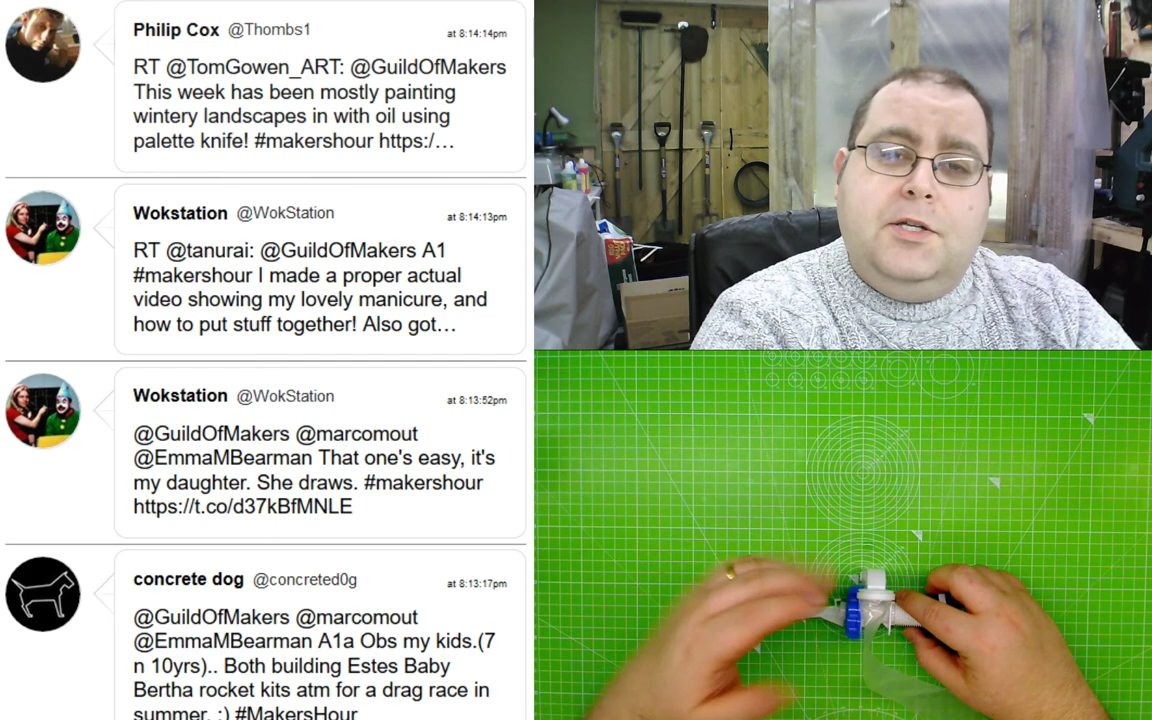 Philip Cox @Thombs1 at 8:14:14pm
RT @TomGowen_ART: @GuildOfMakers
This week has been mostly painting
wintery landscapes in with oil using
palette knife! #makershour https:/…
Wokstation @WokStation at 8:14:13pm
RT @tanurai: @GuildOfMakers A1
#makershour I made a proper actual
video showing my lovely manicure, and
how to put stuff together! Also got…
Wokstation @WokStation at 8:13:52pm
@GuildOfMakers @marcomout
@EmmaMBearman That one's easy, it's
my daughter. She draws. #makershour
https://t.co/d37kBfMNLE
concrete dog @concreted0g at 8:13:17pm
@GuildOfMakers @marcomout
@EmmaMBearman A1a Obs my kids.(7
n 10yrs).. Both building Estes Baby
Bertha rocket kits atm for a drag race in
summer. :) #MakersHour